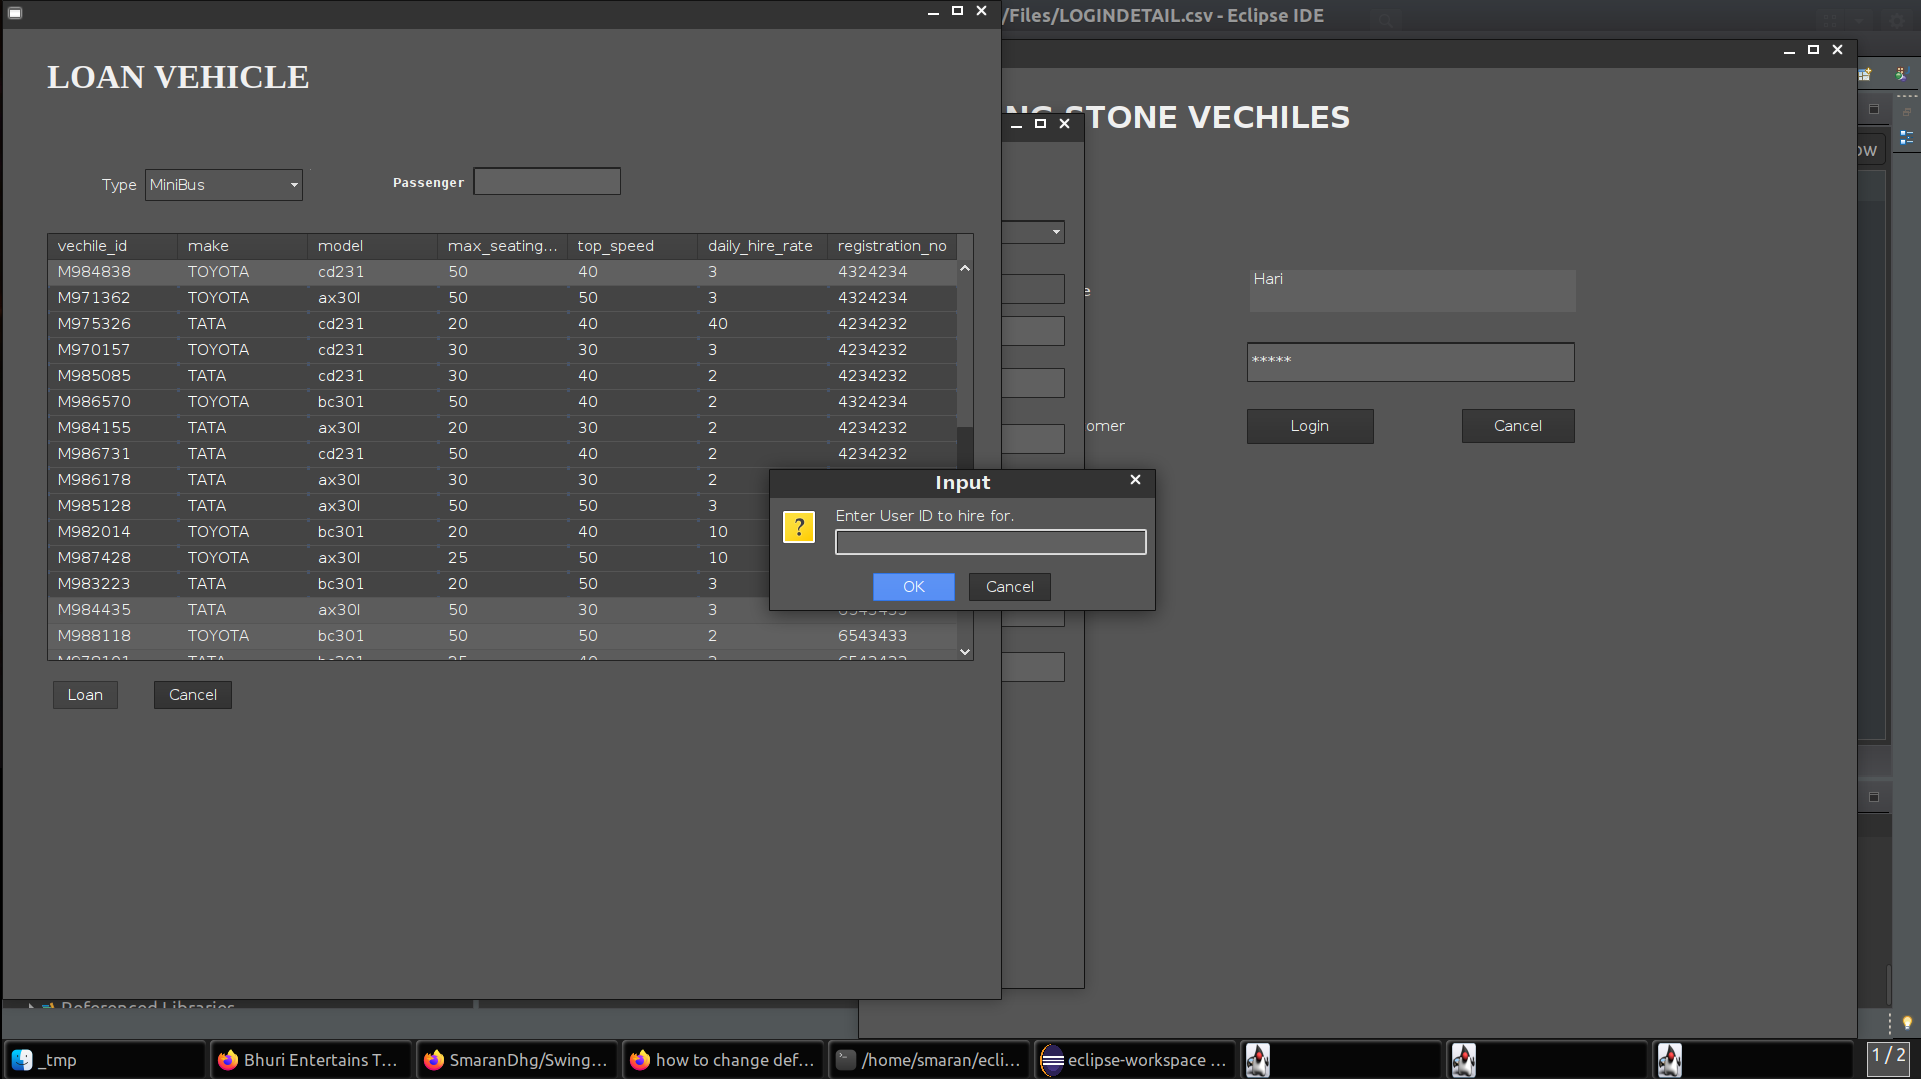 /Files/LOGINDETAIL.csv - Eclipse IDE
LOAN VEHICLE
STONE VECHILES
Type MiniBus Passenger
vechile_id make model max_seating... top_speed daily_hire_rate registration_no
M984838 TOYOTA cd231 50 40 3 4324234
M971362 TOYOTA ax30l 50 50 3 4324234
M975326 TATA cd231 20 40 40 4234232
M970157 TOYOTA cd231 30 30 3 4234232
M985085 TATA cd231 30 40 2 4234232
M986570 TOYOTA bc301 50 40 2 4324234
M984155 TATA ax30l 20 30 2 4234232
M986731 TATA cd231 50 40 2 4234232
M986178 TATA ax30l 30 30 2
M985128 TATA ax30l 50 50 3
M982014 TOYOTA bc301 20 40 10
M987428 TOYOTA ax30l 25 50 10
M983223 TATA bc301 20 50 3
M984435 TATA ax30l 50 30 3
M988118 TOYOTA bc301 50 50 2 6543433
Loan Cancel
Hari
*****
omer Login Cancel
Input
Enter User ID to hire for.
? OK Cancel
Referenced Libraries
_tmp
Bhuri Entertains T...
SmaranDhg/Swing...
how to change def...
/home/smaran/ecli...
eclipse-workspace ...
1 / 2